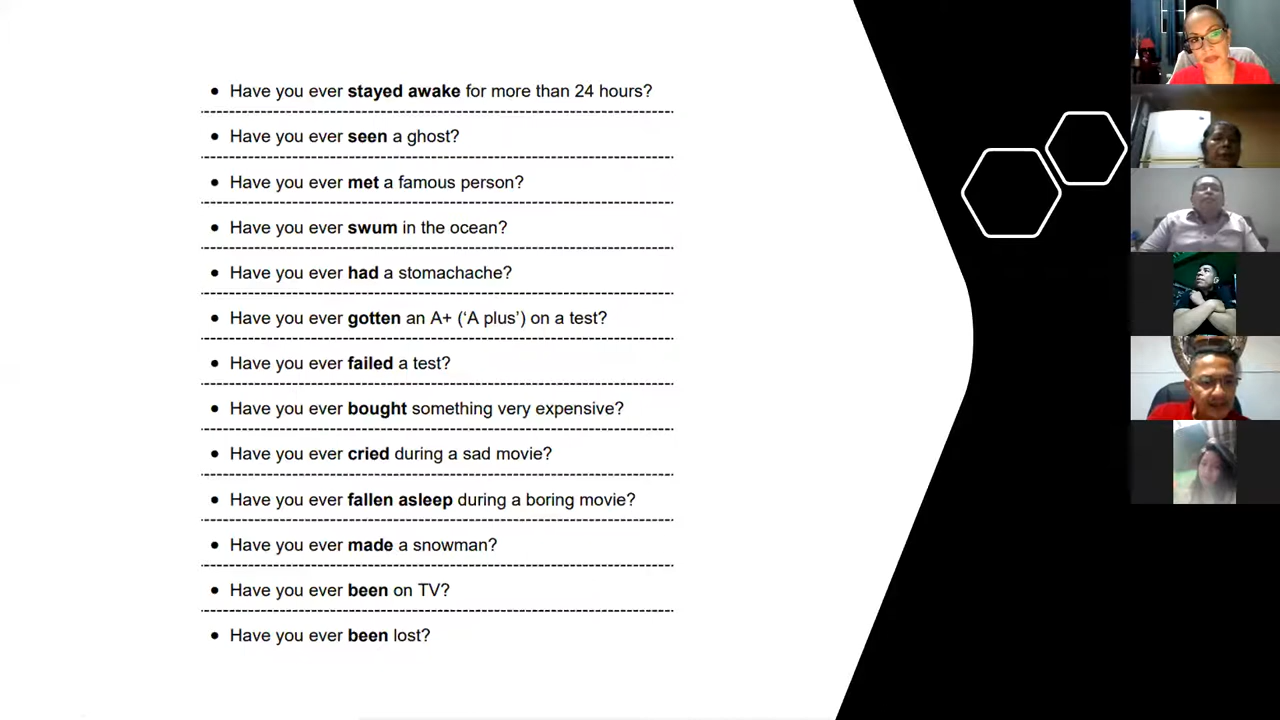 • Have you ever stayed awake for more than 24 hours?
• Have you ever seen a ghost?
• Have you ever met a famous person?
• Have you ever swum in the ocean?
• Have you ever had a stomachache?
• Have you ever gotten an A+ (‘A plus’) on a test?
• Have you ever failed a test?
• Have you ever bought something very expensive?
• Have you ever cried during a sad movie?
• Have you ever fallen asleep during a boring movie?
• Have you ever made a snowman?
• Have you ever been on TV?
• Have you ever been lost?